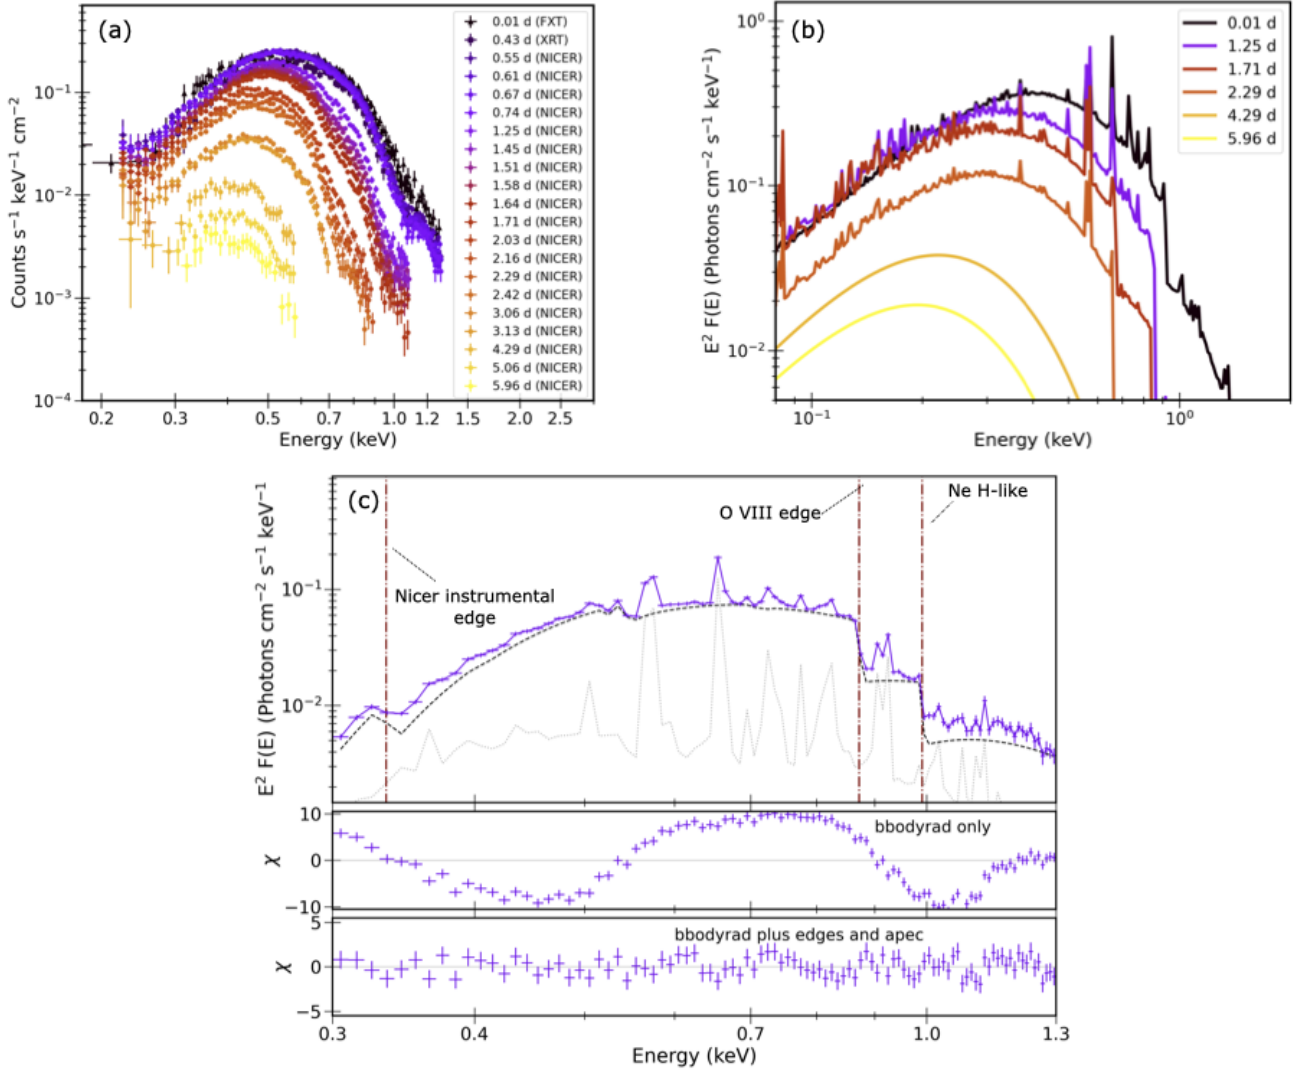 (a)
0.01 d (FXT)
0.43 d (XRT)
0.55 d (NICER)
0.61 d (NICER)
0.67 d (NICER)
0.74 d (NICER)
1.25 d (NICER)
1.45 d (NICER)
1.51 d (NICER)
1.58 d (NICER)
1.64 d (NICER)
1.71 d (NICER)
2.03 d (NICER)
2.16 d (NICER)
2.29 d (NICER)
2.42 d (NICER)
3.06 d (NICER)
3.13 d (NICER)
4.29 d (NICER)
5.06 d (NICER)
5.96 d (NICER)
Counts s⁻¹ keV⁻¹ cm⁻²
10⁻¹
10⁻²
10⁻³
10⁻⁴
0.2 0.3 0.5 0.7 1.0 1.2 1.5 2.0 2.5
Energy (keV)
(b)
0.01 d
1.25 d
1.71 d
2.29 d
4.29 d
5.96 d
E² F(E) (Photons cm⁻² s⁻¹ keV⁻¹)
10⁰
10⁻¹
10⁻²
10⁻¹ 10⁰
Energy (keV)
(c)
Ne H-like
O VIII edge
Nicer instrumental
edge
E² F(E) (Photons cm⁻² s⁻¹ keV⁻¹
10⁻¹
10⁻²
bbodyrad only
χ
10
0
−10
bbodyrad plus edges and apec
χ
5
0
−5
0.3 0.4 0.7 1.0 1.3
Energy (keV)